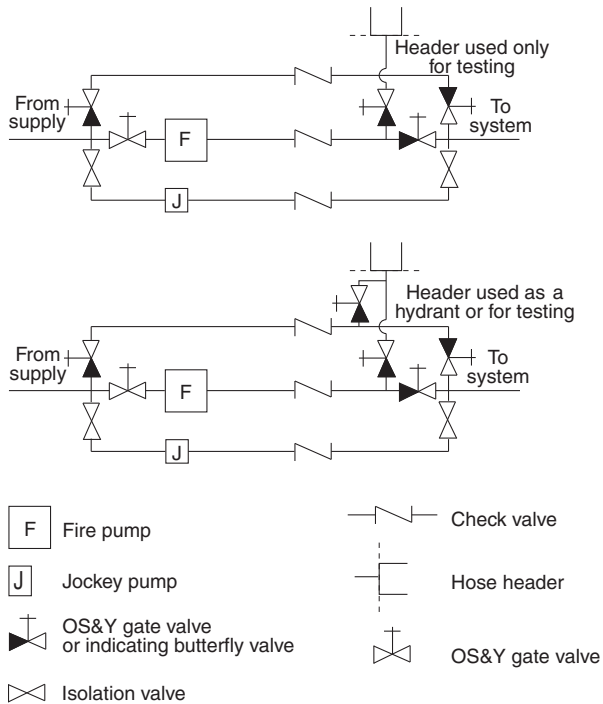 Header used only
for testing
From
supply
To
system
F
J
Header used as a
hydrant or for testing
From
supply
To
system
F
J
F Fire pump
J Jockey pump
OS&Y gate valve
or indicating butterfly valve
Isolation valve
Check valve
Hose header
OS&Y gate valve